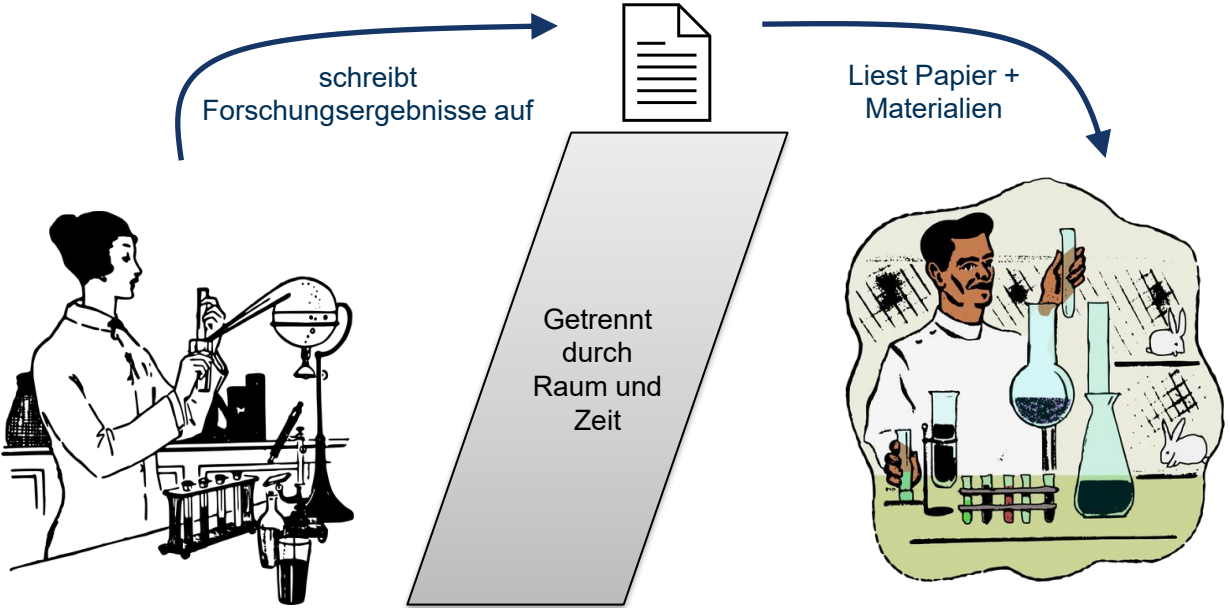 schreibt
Forschungsergebnisse auf
Liest Papier +
Materialien
Getrennt
durch
Raum und
Zeit